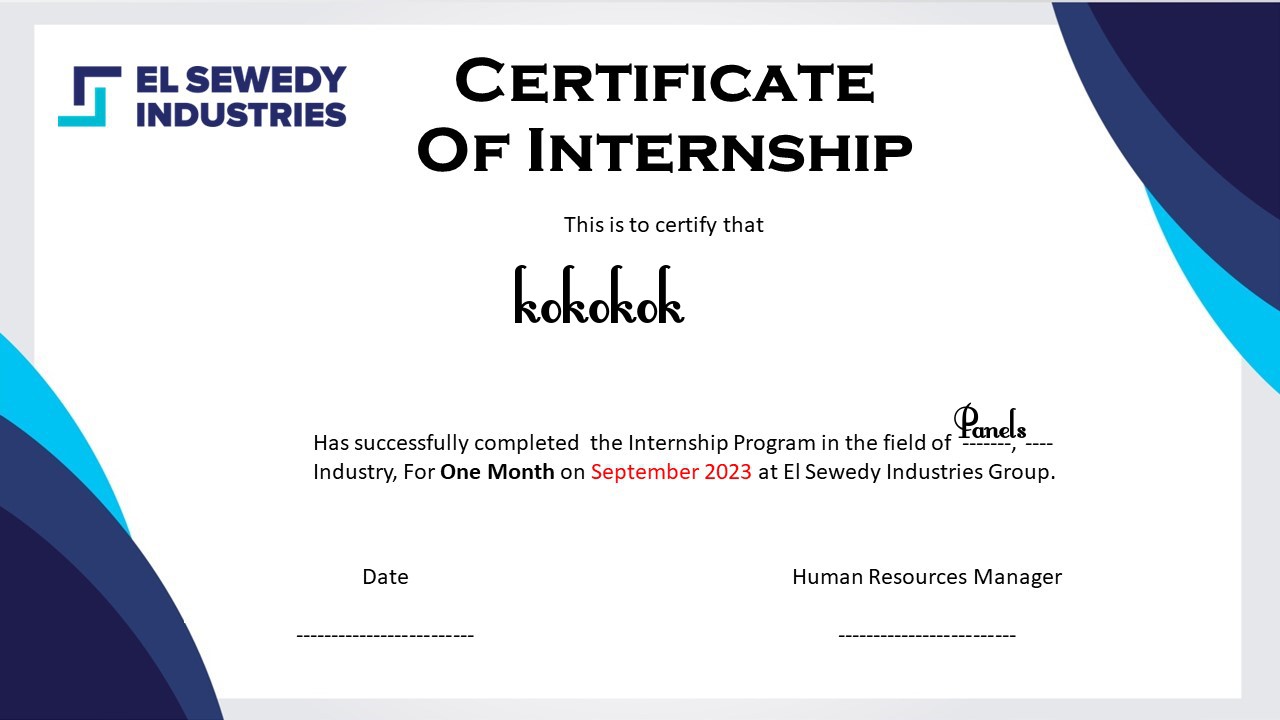 EL SEWEDY
INDUSTRIES
CERTIFICATE
OF INTERNSHIP
This is to certify that
kokokok
Has successfully completed  the Internship Program in the field of Panels -------, ----
Industry, For One Month on September 2023 at El Sewedy Industries Group.
Date
Human Resources Manager
-------------------------
-------------------------